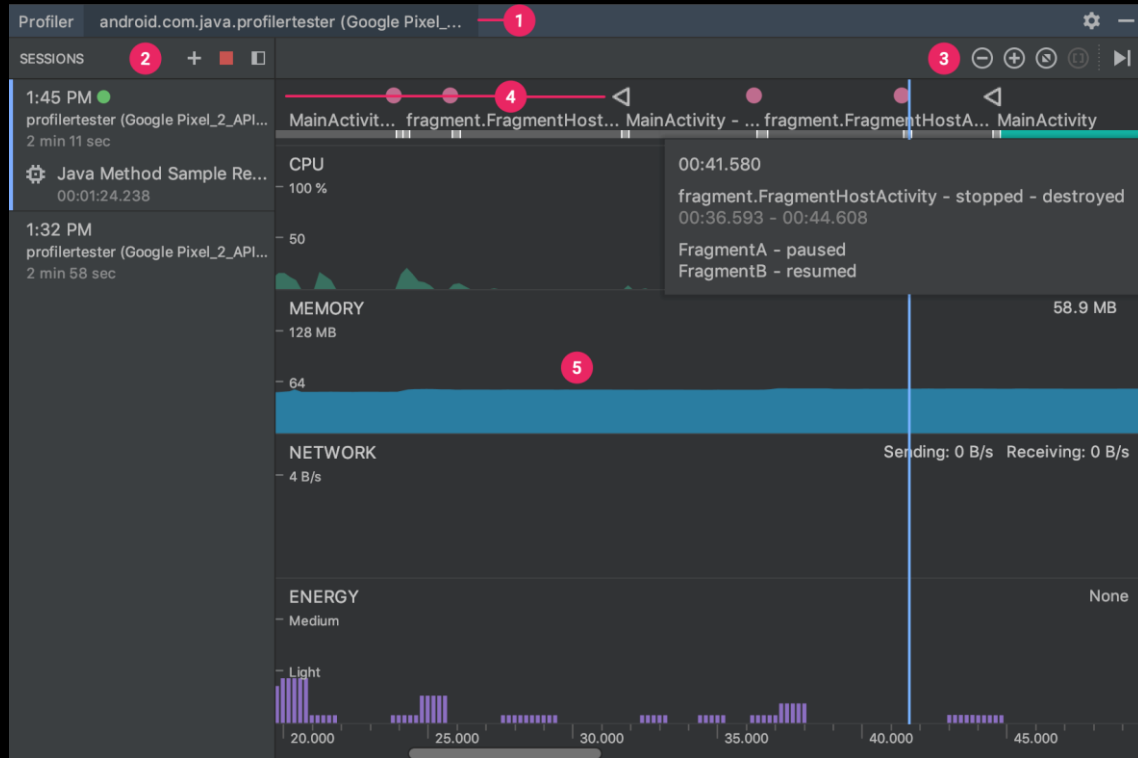 Profiler android.com.java.profilertester (Google Pixel_... 1
SESSIONS 2 3
1:45 PM
profilertester (Google Pixel_2_API...
2 min 11 sec
Java Method Sample Re...
00:01:24.238
1:32 PM
profilertester (Google Pixel_2_API...
2 min 58 sec
4
MainActivit... fragment.FragmentHost... MainActivity - ... fragment.FragmentHostA... MainActivity
CPU
100 %
50
00:41.580
fragment.FragmentHostActivity - stopped - destroyed
00:36.593 - 00:44.608
FragmentA - paused
FragmentB - resumed
MEMORY 58.9 MB
128 MB
5
64
NETWORK Sending: 0 B/s Receiving: 0 B/s
4 B/s
ENERGY None
Medium
Light
20.000 25.000 30.000 35.000 40.000 45.000